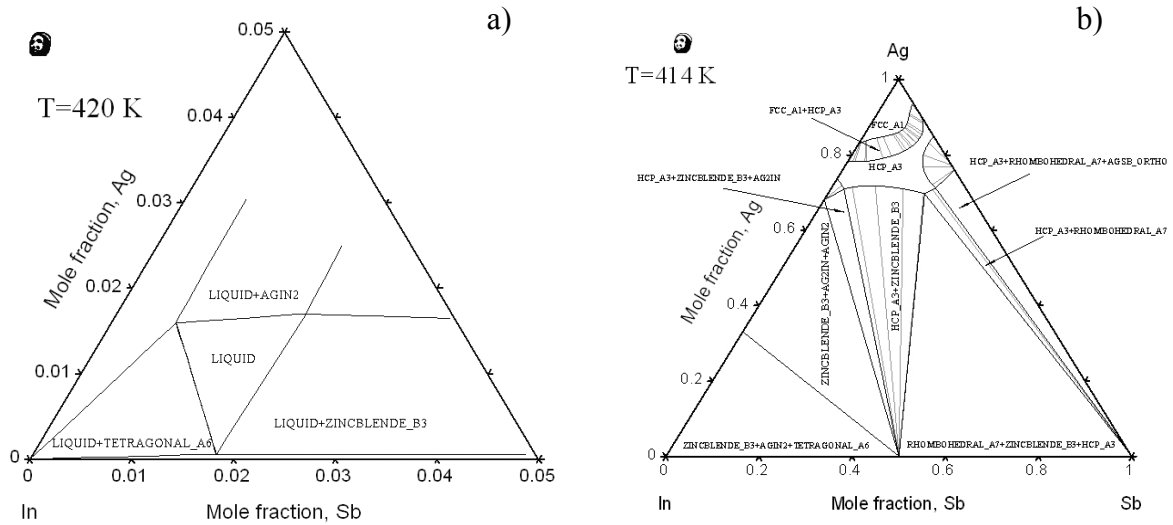 a)
T=420 K
0.05
0.04
0.03
0.02
0.01
0
Mole fraction, Ag
LIQUID+AGIN2
LIQUID
LIQUID+ZINCBLENDE_B3
LIQUID+TETRAGONAL_A6
0 0.01 0.02 0.03 0.04 0.05
In Mole fraction, Sb
b)
Ag
T=414 K
1
0.8
0.6
0.4
0.2
0
Mole fraction, Ag
FCC_A1+HCP_A3
FCC_A1
HCP_A3
HCP_A3+ZINCBLENDE_B3+AG2IN
HCP_A3+RHOMBOHEDRAL_A7+AGSB_ORTHO
HCP_A3+RHOMBOHEDRAL_A7
ZINCBLENDE_B3+AG2IN+AGIN2
HCP_A3+ZINCBLENDE_B3
ZINCBLENDE_B3+AGIN2+TETRAGONAL_A6
RHOMBOHEDRAL_A7+ZINCBLENDE_B3+HCP_A3
0 0.2 0.4 0.6 0.8 1
In Mole fraction, Sb Sb